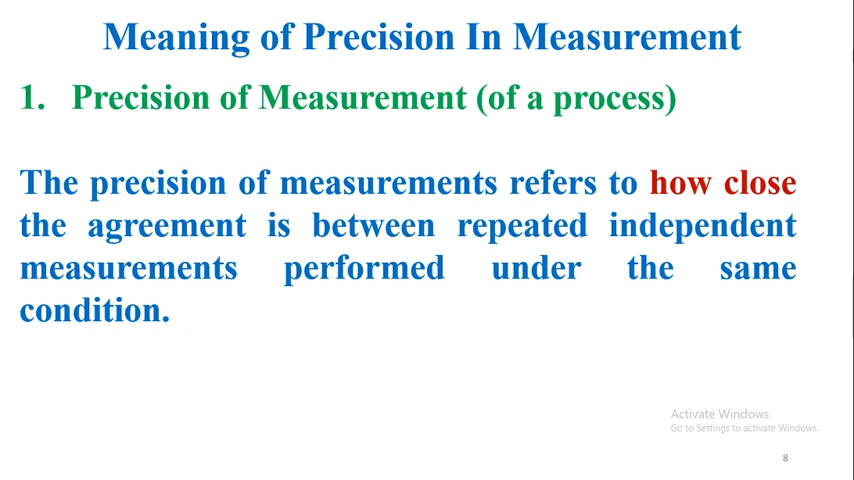 Meaning of Precision In Measurement
1. Precision of Measurement (of a process)
The precision of measurements refers to how close
the agreement is between repeated independent
measurements performed under the same
condition.
Activate Windows
Go to Settings to activate Windows.
8